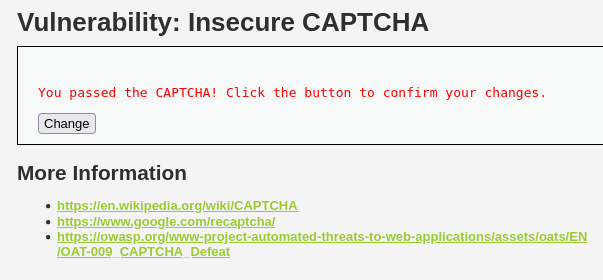 Vulnerability: Insecure CAPTCHA
You passed the CAPTCHA! Click the button to confirm your changes.
Change
More Information
https://en.wikipedia.org/wiki/CAPTCHA
https://www.google.com/recaptcha/
https://owasp.org/www-project-automated-threats-to-web-applications/assets/oats/EN
/OAT-009_CAPTCHA_Defeat